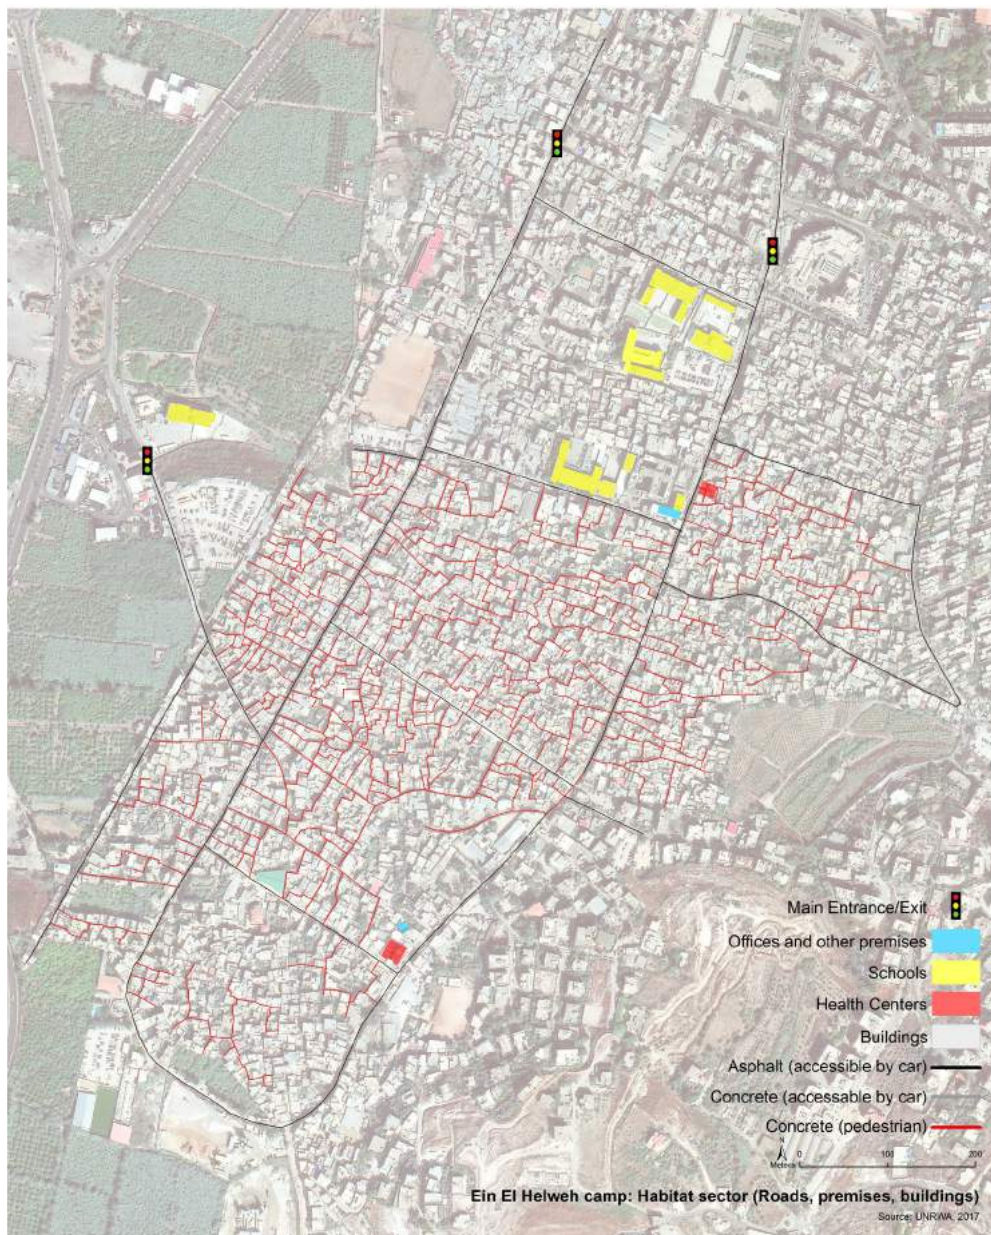 Main Entrance/Exit
Offices and other premises
Schools
Health Centers
Buildings
Asphalt (accessible by car)
Concrete (accessable by car)
Concrete (pedestrian)
N
Meters 0 100 200
Ein El Helweh camp: Habitat sector (Roads, premises, buildings)
Source: UNRWA, 2017